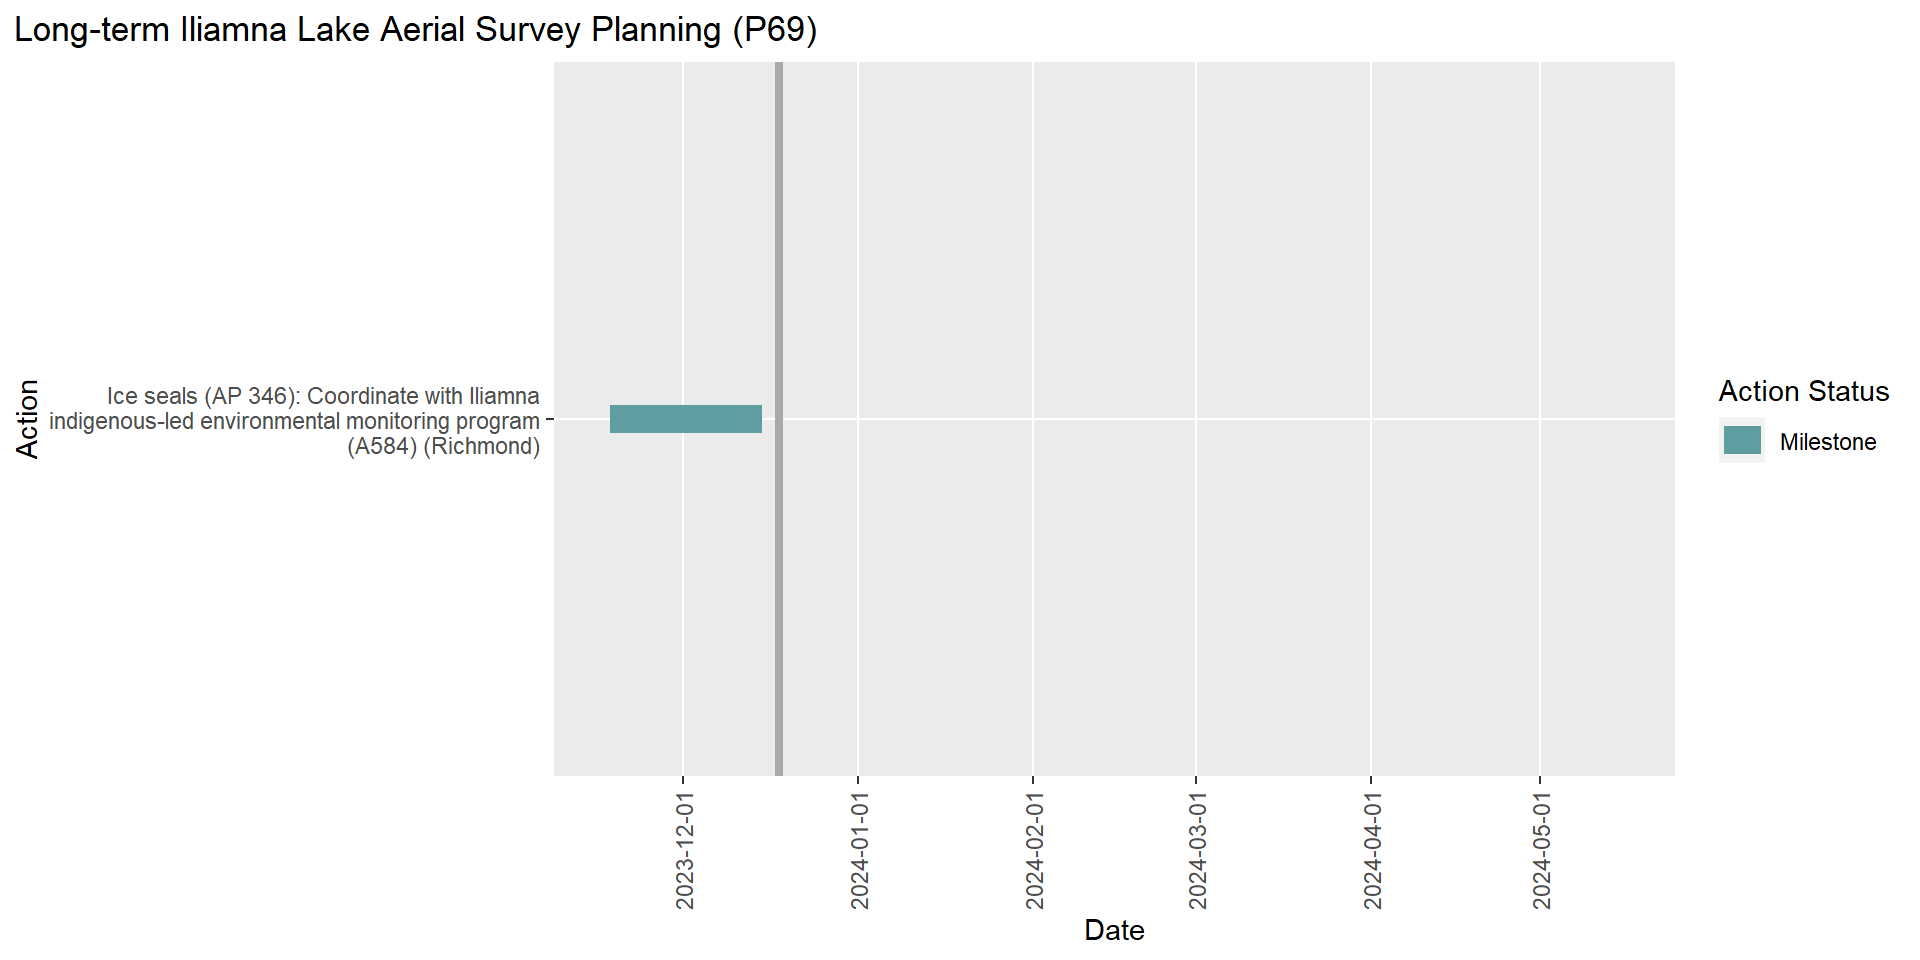 Long-term Iliamna Lake Aerial Survey Planning (P69)
Action
Ice seals (AP 346): Coordinate with Iliamna
indigenous-led environmental monitoring program
(A584) (Richmond)
2023-12-01
2024-01-01
2024-02-01
2024-03-01
2024-04-01
2024-05-01
Date
Action Status
Milestone